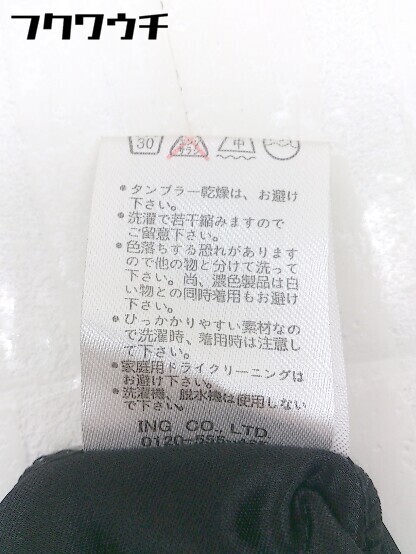 フクワウチ
30
中
●タンブラー乾燥は、お避け
下さい。
●洗濯で若干縮みますので
ご留意下さい。
●色落ちする恐れがあります
ので他の物と分けて洗って
下さい。尚、濃色製品は白
い物との同時着用もお避け
下さい。
●ひっかかりやすい素材なの
で洗濯時、着用時は注意し
て下さい。
●家庭用ドライクリーニングは
お避け下さい。
●洗濯機、脱水機は使用しない
で下さい。
ING CO., LTD
0120-555-